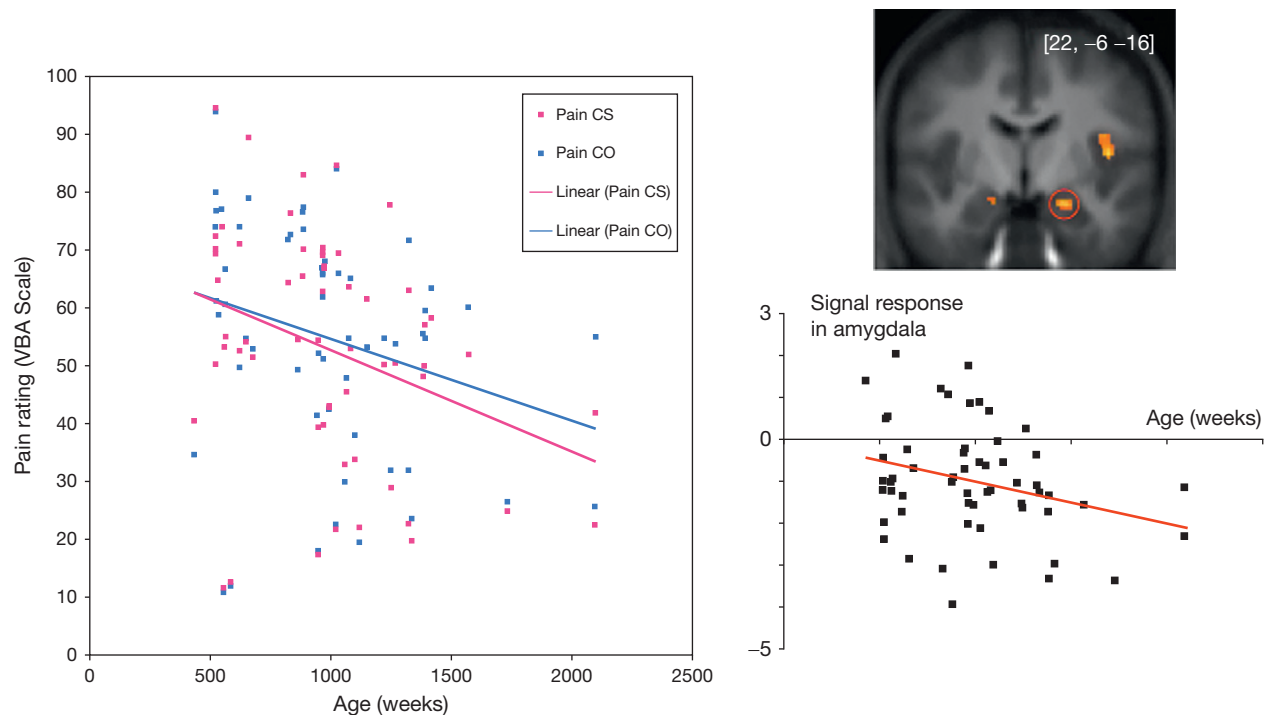 Pain rating (VBA Scale)
100
90
80
70
60
50
40
30
20
10
0
0
500
1000
1500
2000
2500
Age (weeks)
Pain CS
Pain CO
Linear (Pain CS)
Linear (Pain CO)
[22, –6 –16]
Signal response
in amygdala
3
0
–5
Age (weeks)